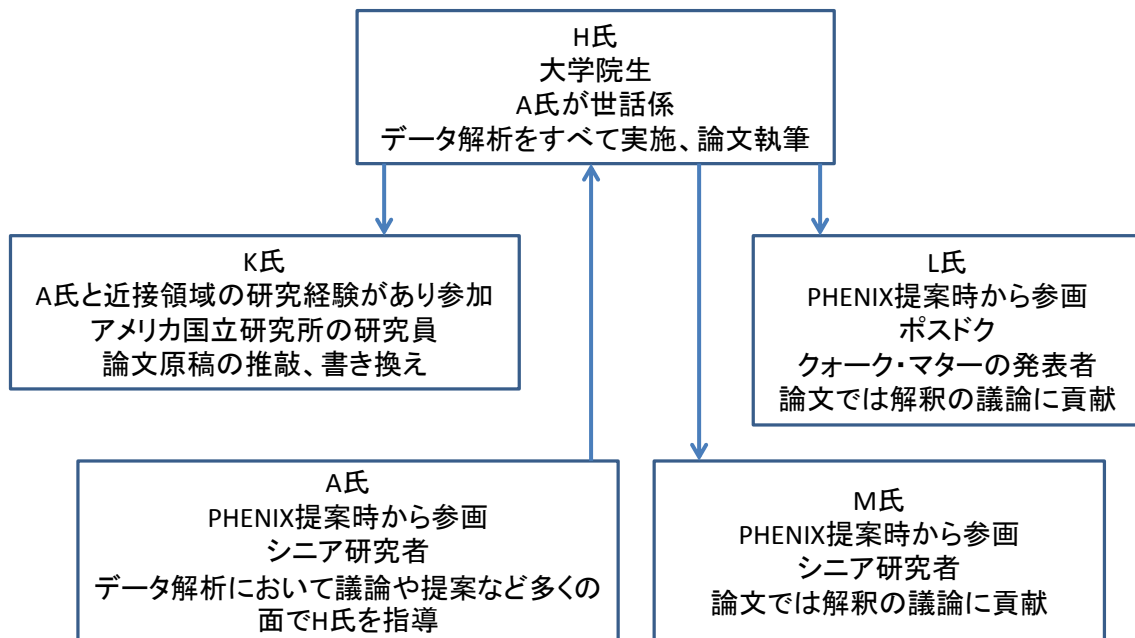 H氏
大学院生
A氏が世話係
データ解析をすべて実施、論文執筆
K氏
A氏と近接領域の研究経験があり参加
アメリカ国立研究所の研究員
論文原稿の推敲、書き換え
L氏
PHENIX提案時から参画
ポスドク
クォーク・マターの発表者
論文では解釈の議論に貢献
A氏
PHENIX提案時から参画
シニア研究者
データ解析において議論や提案など多くの
面でH氏を指導
M氏
PHENIX提案時から参画
シニア研究者
論文では解釈の議論に貢献